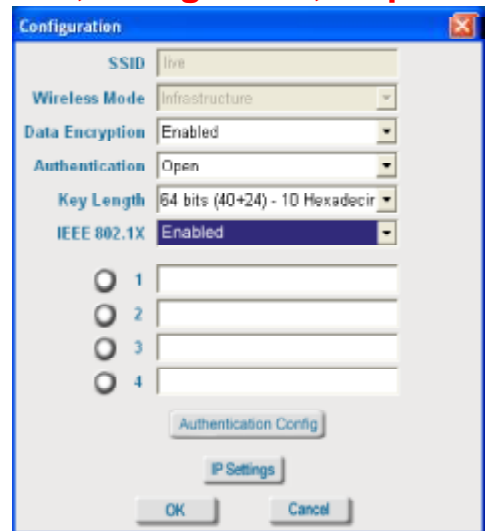 Configuration
SSID live
Wireless Mode Infrastructure
Data Encryption Enabled
Authentication Open
Key Length 64 bits (40+24) - 10 Hexadecir
IEEE 802.1X Enabled
1
2
3
4
Authentication Config
IP Settings
OK Cancel